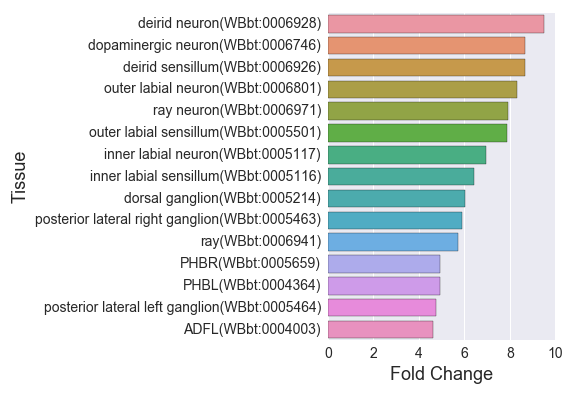 deirid neuron(WBbt:0006928)
dopaminergic neuron(WBbt:0006746)
deirid sensillum(WBbt:0006926)
outer labial neuron(WBbt:0006801)
ray neuron(WBbt:0006971)
outer labial sensillum(WBbt:0005501)
inner labial neuron(WBbt:0005117)
inner labial sensillum(WBbt:0005116)
dorsal ganglion(WBbt:0005214)
posterior lateral right ganglion(WBbt:0005463)
ray(WBbt:0006941)
PHBR(WBbt:0005659)
PHBL(WBbt:0004364)
posterior lateral left ganglion(WBbt:0005464)
ADFL(WBbt:0004003)
Tissue
0 2 4 6 8 10
Fold Change